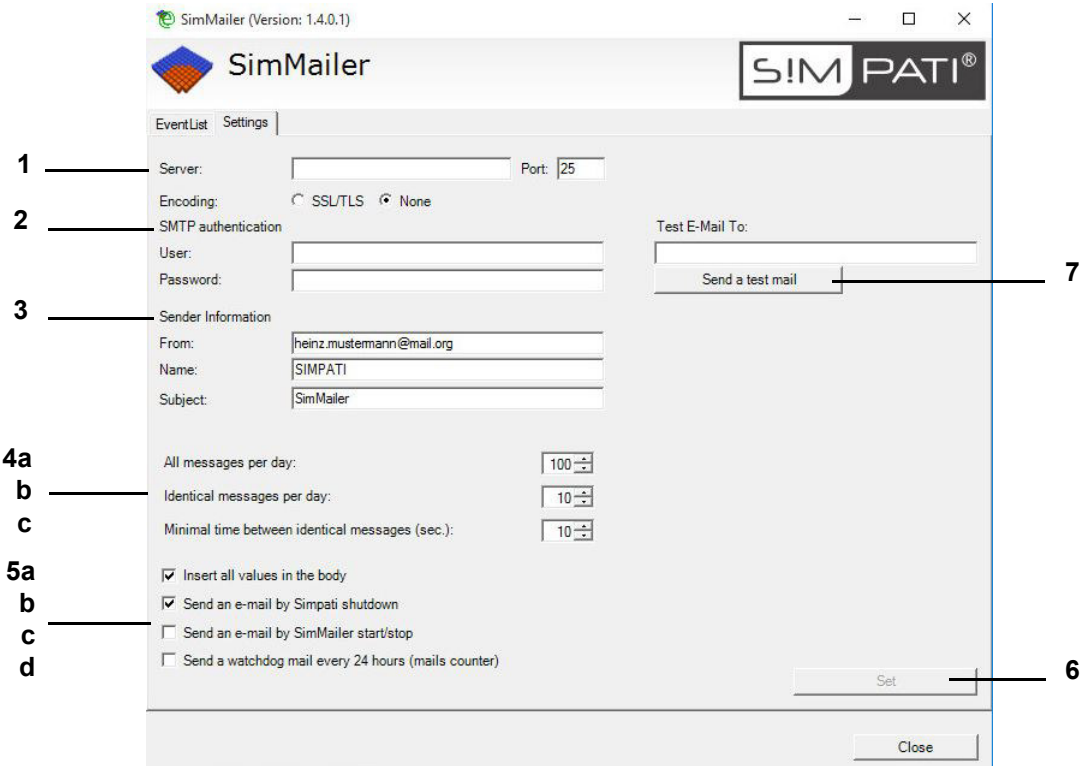 SimMailer (Version: 1.4.0.1)
SimMailer
S!M PATI®
EventList Settings
1 Server: Port: 25
Encoding: SSL/TLS None
2 SMTP authentication Test E-Mail To:
User:
Password: Send a test mail 7
3 Sender Information
From: heinz.mustermann@mail.org
Name: SIMPATI
Subject: SimMailer
4a All messages per day: 100
b Identical messages per day: 10
c Minimal time between identical messages (sec.): 10
5a Insert all values in the body
b Send an e-mail by Simpati shutdown
c Send an e-mail by SimMailer start/stop
d Send a watchdog mail every 24 hours (mails counter)
Set 6
Close